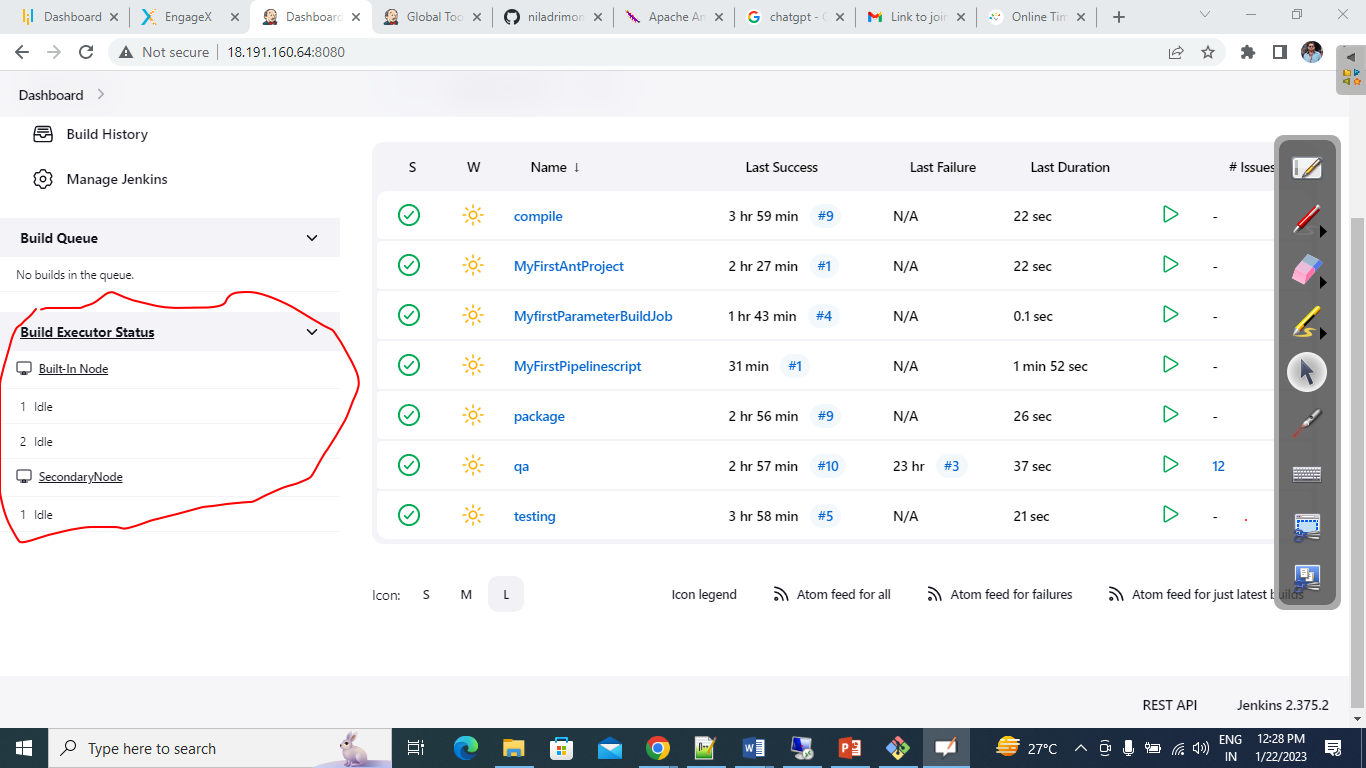 Dashboard
EngageX
Dashboard
Global Too
niladrimon
Apache An
chatgpt - G
Link to join
Online Tim
Not secure
18.191.160.64:8080
Dashboard
Build History
Manage Jenkins
Build Queue
No builds in the queue.
Build Executor Status
Built-In Node
1 Idle
2 Idle
SecondaryNode
1 Idle
S W Name ↓ Last Success Last Failure Last Duration # Issues
compile 3 hr 59 min #9 N/A 22 sec -
MyFirstAntProject 2 hr 27 min #1 N/A 22 sec -
MyfirstParameterBuildJob 1 hr 43 min #4 N/A 0.1 sec -
MyFirstPipelinescript 31 min #1 N/A 1 min 52 sec -
package 2 hr 56 min #9 N/A 26 sec -
qa 2 hr 57 min #10 23 hr #3 37 sec 12
testing 3 hr 58 min #5 N/A 21 sec -
Icon: S M L Icon legend Atom feed for all Atom feed for failures Atom feed for just latest builds
REST API Jenkins 2.375.2
Type here to search
27°C
ENG
IN
12:28 PM
1/22/2023